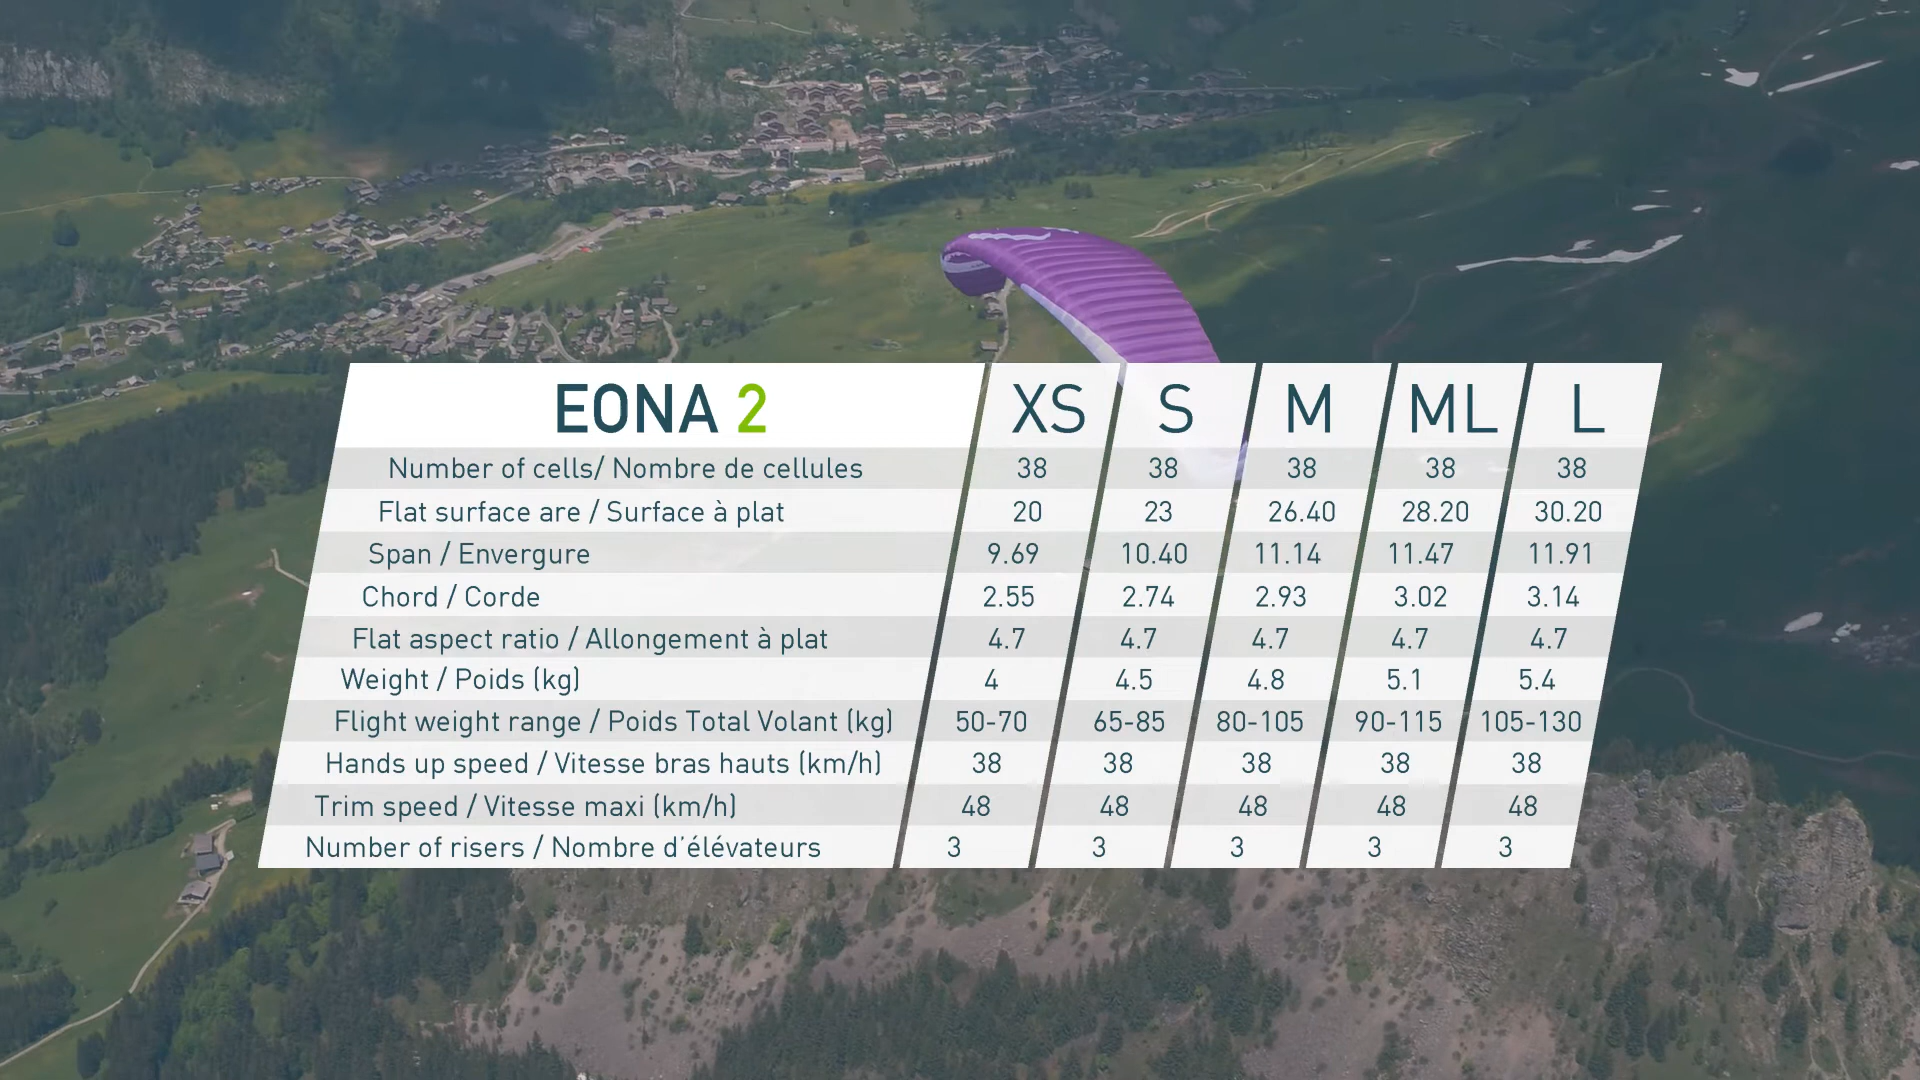 EONA 2 XS S M ML L
Number of cells/ Nombre de cellules 38 38 38 38 38
Flat surface are / Surface à plat 20 23 26.40 28.20 30.20
Span / Envergure 9.69 10.40 11.14 11.47 11.91
Chord / Corde 2.55 2.74 2.93 3.02 3.14
Flat aspect ratio / Allongement à plat 4.7 4.7 4.7 4.7 4.7
Weight / Poids (kg) 4 4.5 4.8 5.1 5.4
Flight weight range / Poids Total Volant (kg) 50-70 65-85 80-105 90-115 105-130
Hands up speed / Vitesse bras hauts (km/h) 38 38 38 38 38
Trim speed / Vitesse maxi (km/h) 48 48 48 48 48
Number of risers / Nombre d'élévateurs 3 3 3 3 3